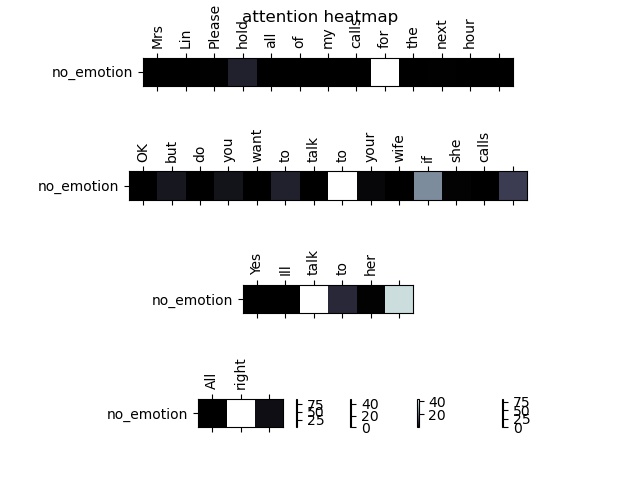 attention heatmap
Mrs Lin Please hold all of my calls for the next hour
no_emotion
OK but do you want to talk to your wife if she calls
no_emotion
Yes Ill talk to her
no_emotion
All right
no_emotion
75 50 25
40 20 0
40 20
75 50 25 0